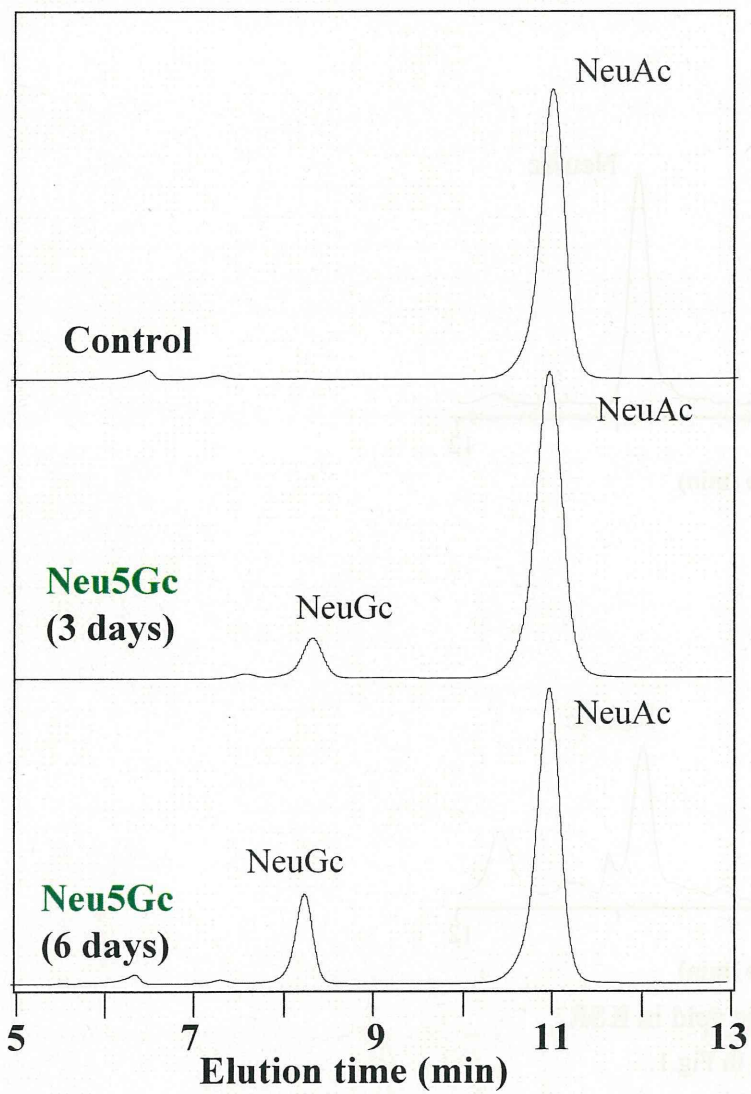 NeuAc
Control
NeuAc
Neu5Gc
(3 days)
NeuGc
NeuAc
NeuGc
Neu5Gc
(6 days)
5 7 9 11 13
Elution time (min)